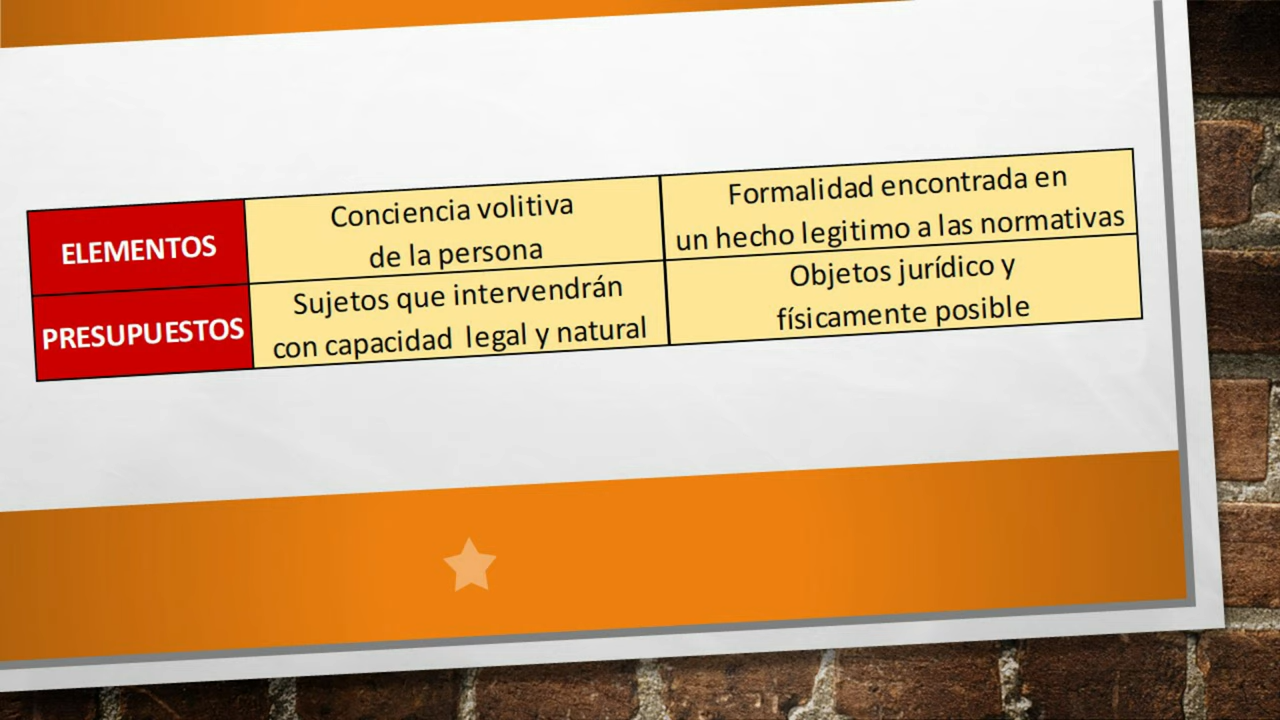 ELEMENTOS
Conciencia volitiva
de la persona
Formalidad encontrada en
un hecho legitimo a las normativas
PRESUPUESTOS
Sujetos que intervendrán
con capacidad legal y natural
Objetos jurídico y
físicamente posible